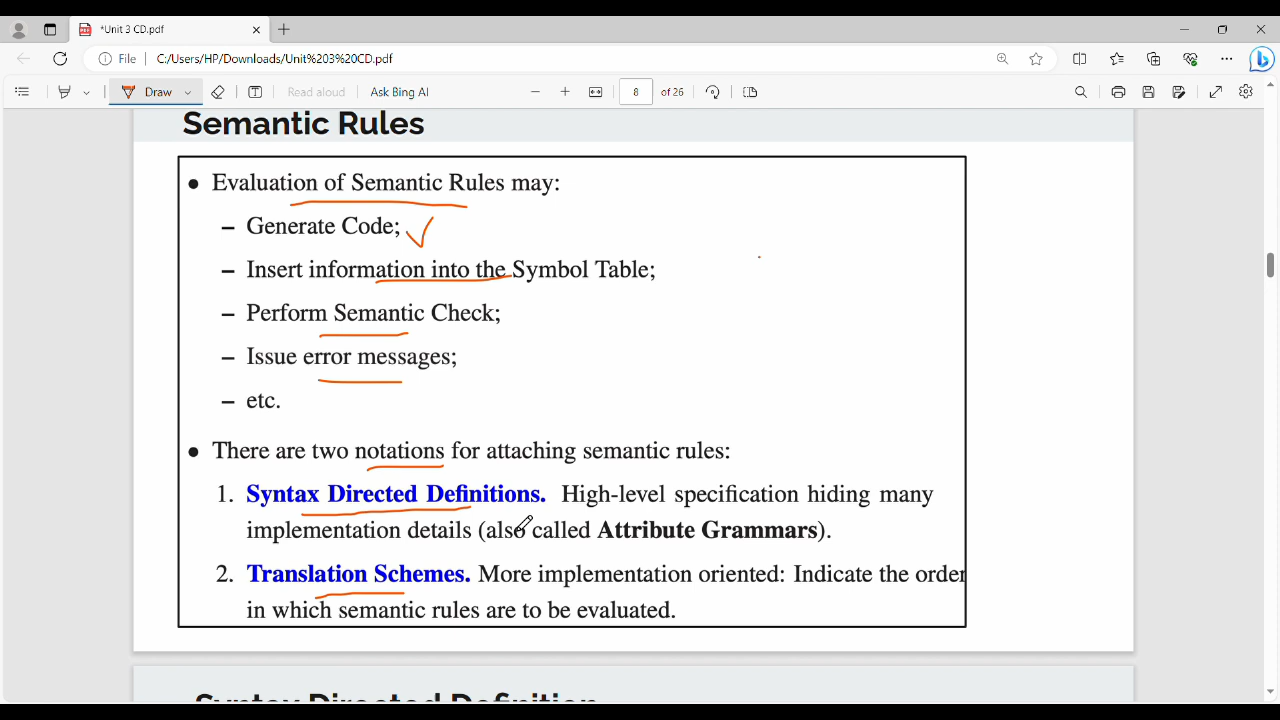 *Unit 3 CD.pdf
File
C:/Users/HP/Downloads/Unit%203%20CD.pdf
Draw
Read aloud
Ask Bing AI
8 of 26
Semantic Rules
● Evaluation of Semantic Rules may:
– Generate Code;
– Insert information into the Symbol Table;
– Perform Semantic Check;
– Issue error messages;
– etc.
● There are two notations for attaching semantic rules:
1. Syntax Directed Definitions. High-level specification hiding many
implementation details (also called Attribute Grammars).
2. Translation Schemes. More implementation oriented: Indicate the order
in which semantic rules are to be evaluated.
Syntax Directed Definition